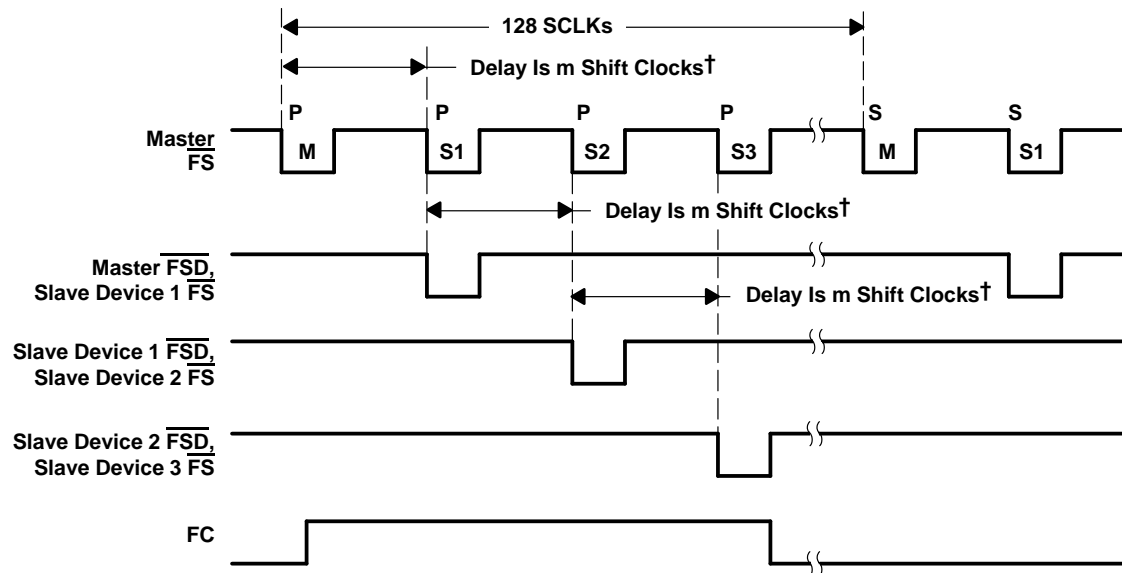 128 SCLKs
Delay Is m Shift Clocks†
P P P P S S
Master
FS
M S1 S2 S3 M S1
Delay Is m Shift Clocks†
Master FSD,
Slave Device 1 FS
Delay Is m Shift Clocks†
Slave Device 1 FSD,
Slave Device 2 FS
Slave Device 2 FSD,
Slave Device 3 FS
FC